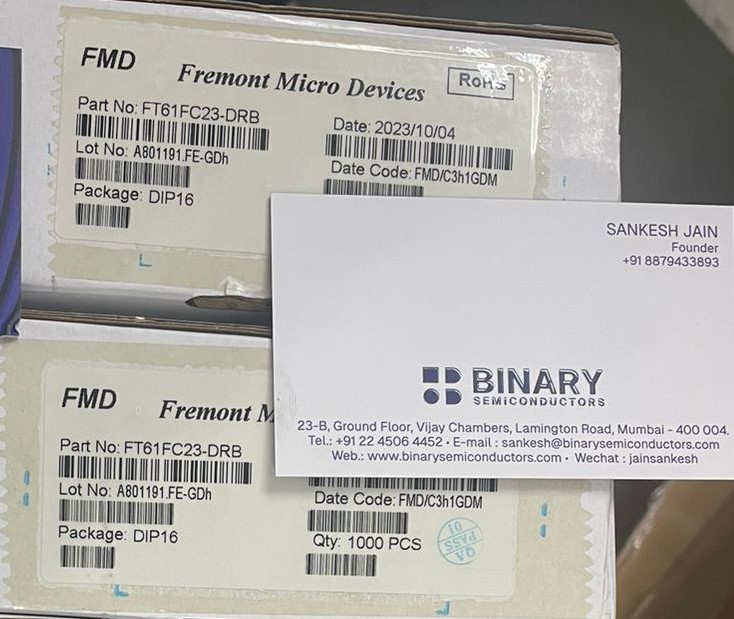 FMD
Fremont Micro Devices
RoHS
Part No: FT61FC23-DRB
Date: 2023/10/04
Lot No: A801191.FE-GDh
Date Code: FMD/C3h1GDM
Package: DIP16
SANKESH JAIN
Founder
+91 8879433893
BINARY
SEMICONDUCTORS
23-B, Ground Floor, Vijay Chambers, Lamington Road, Mumbai - 400 004.
Tel.: +91 22 4506 4452 • E-mail : sankesh@binarysemiconductors.com
Web.: www.binarysemiconductors.com • Wechat : jainsankesh
FMD
Fremont M
Part No: FT61FC23-DRB
Lot No: A801191.FE-GDh
Date Code: FMD/C3h1GDM
Package: DIP16
Qty: 1000 PCS
QA
PASS
01